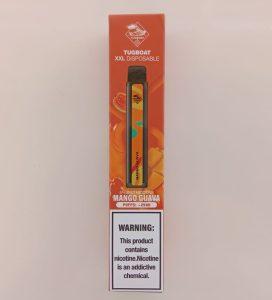 TUGBOAT
XXL DISPOSABLE
MANGO GUAVA
WARNING:
This product
contains
nicotine.Nicotine
is an addictive
chemical.